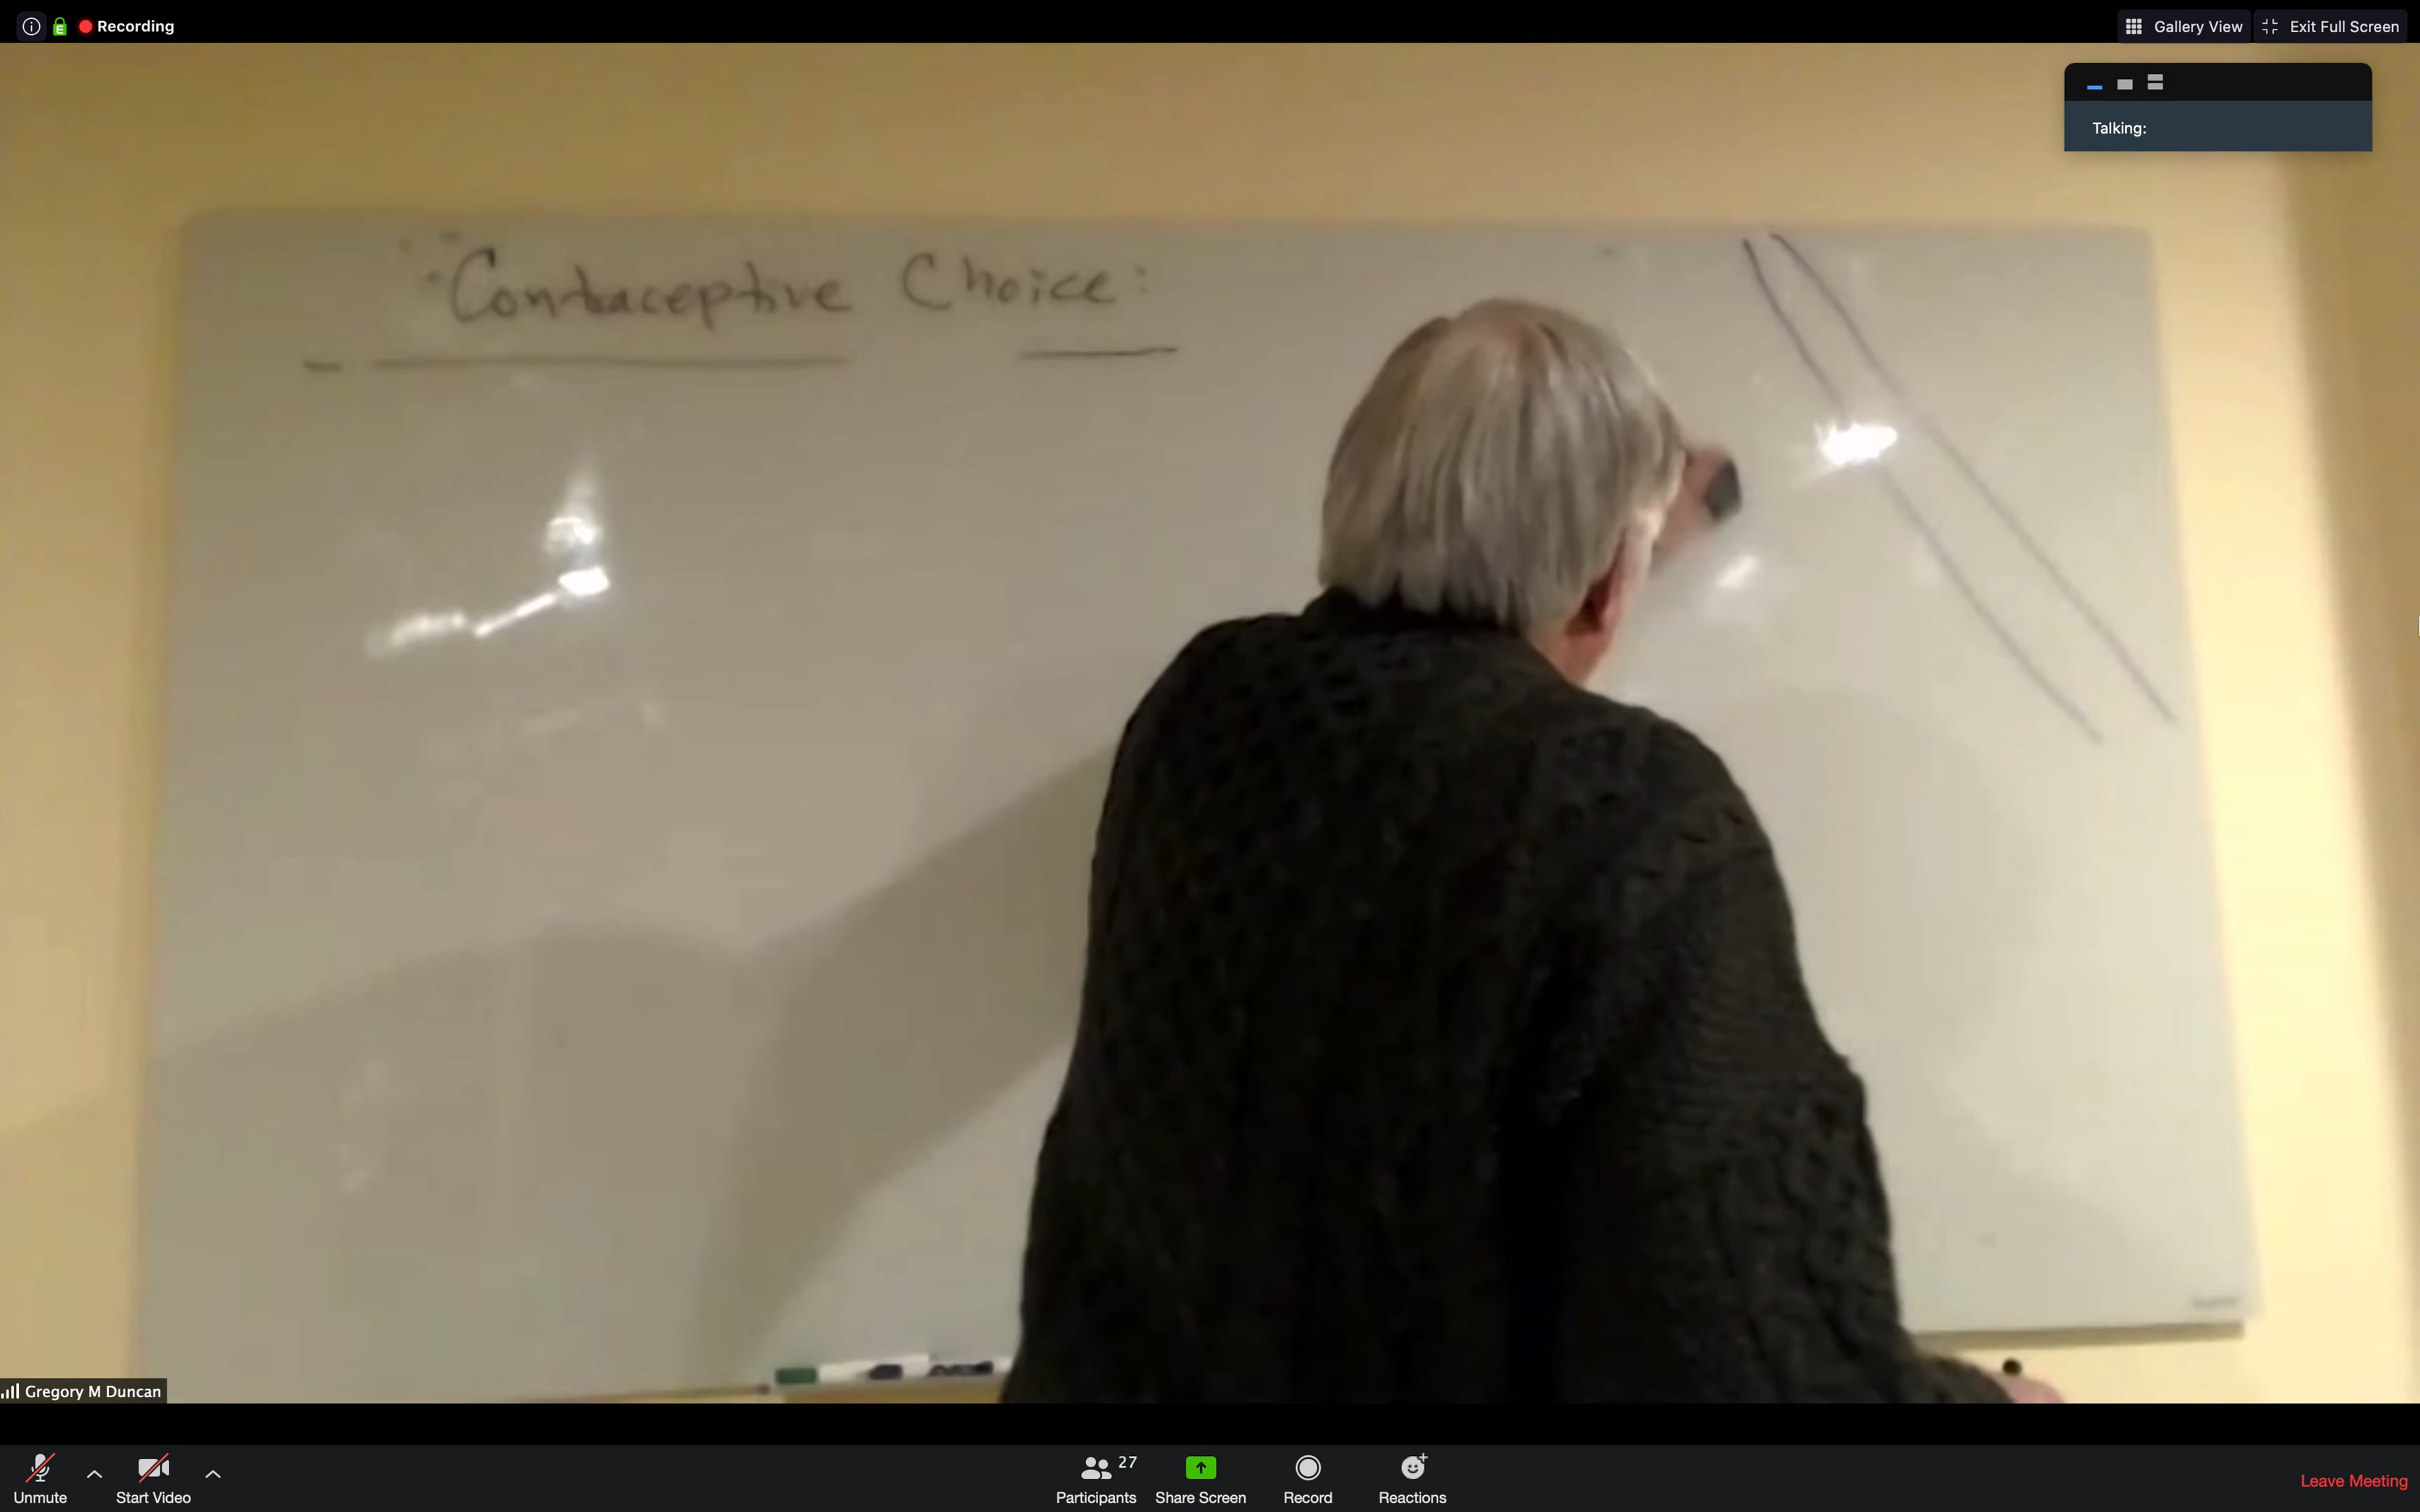 Recording
Gallery View
Exit Full Screen
Talking:
Contraceptive Choice:
Gregory M Duncan
Unmute
Start Video
27
Participants
Share Screen
Record
Reactions
Leave Meeting